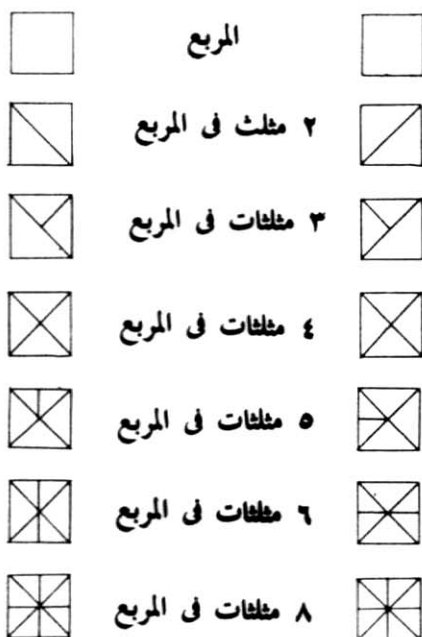 المربع
٢ مثلث فى المربع
٣ مثلثات فى المربع
٤ مثلثات فى المربع
٥ مثلثات فى المربع
٦ مثلثات فى المربع
٨ مثلثات فى المربع